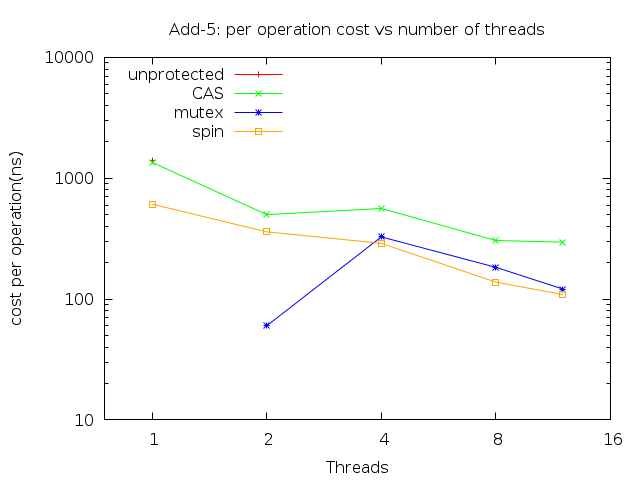 Add-5: per operation cost vs number of threads
10000
unprotected
CAS
mutex
spin
1000
cost per operation(ns)
100
10
1 2 4 8 16
Threads